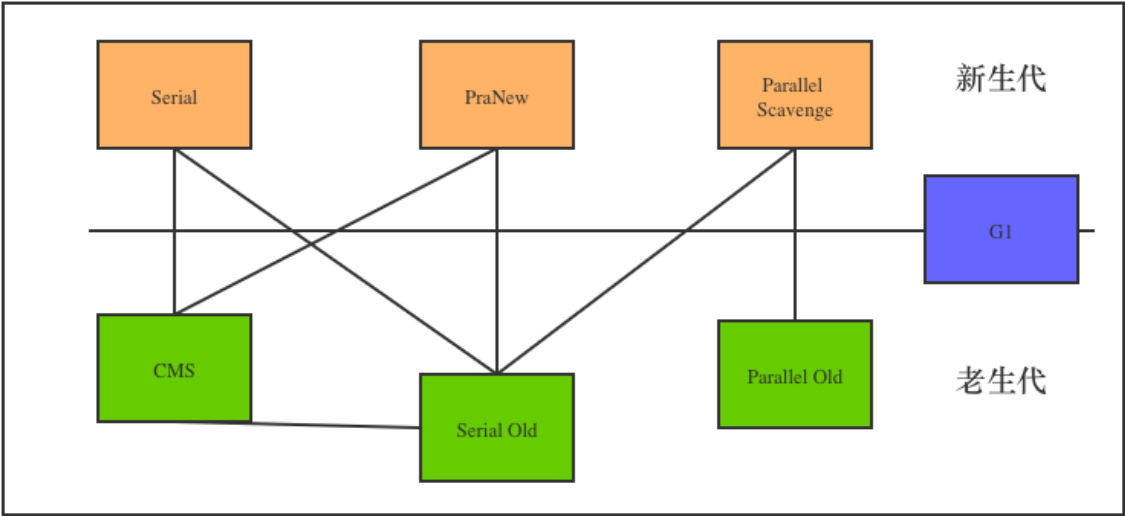 Serial
PraNew
Parallel
Scavenge
新生代
G1
CMS
Serial Old
Parallel Old
老生代